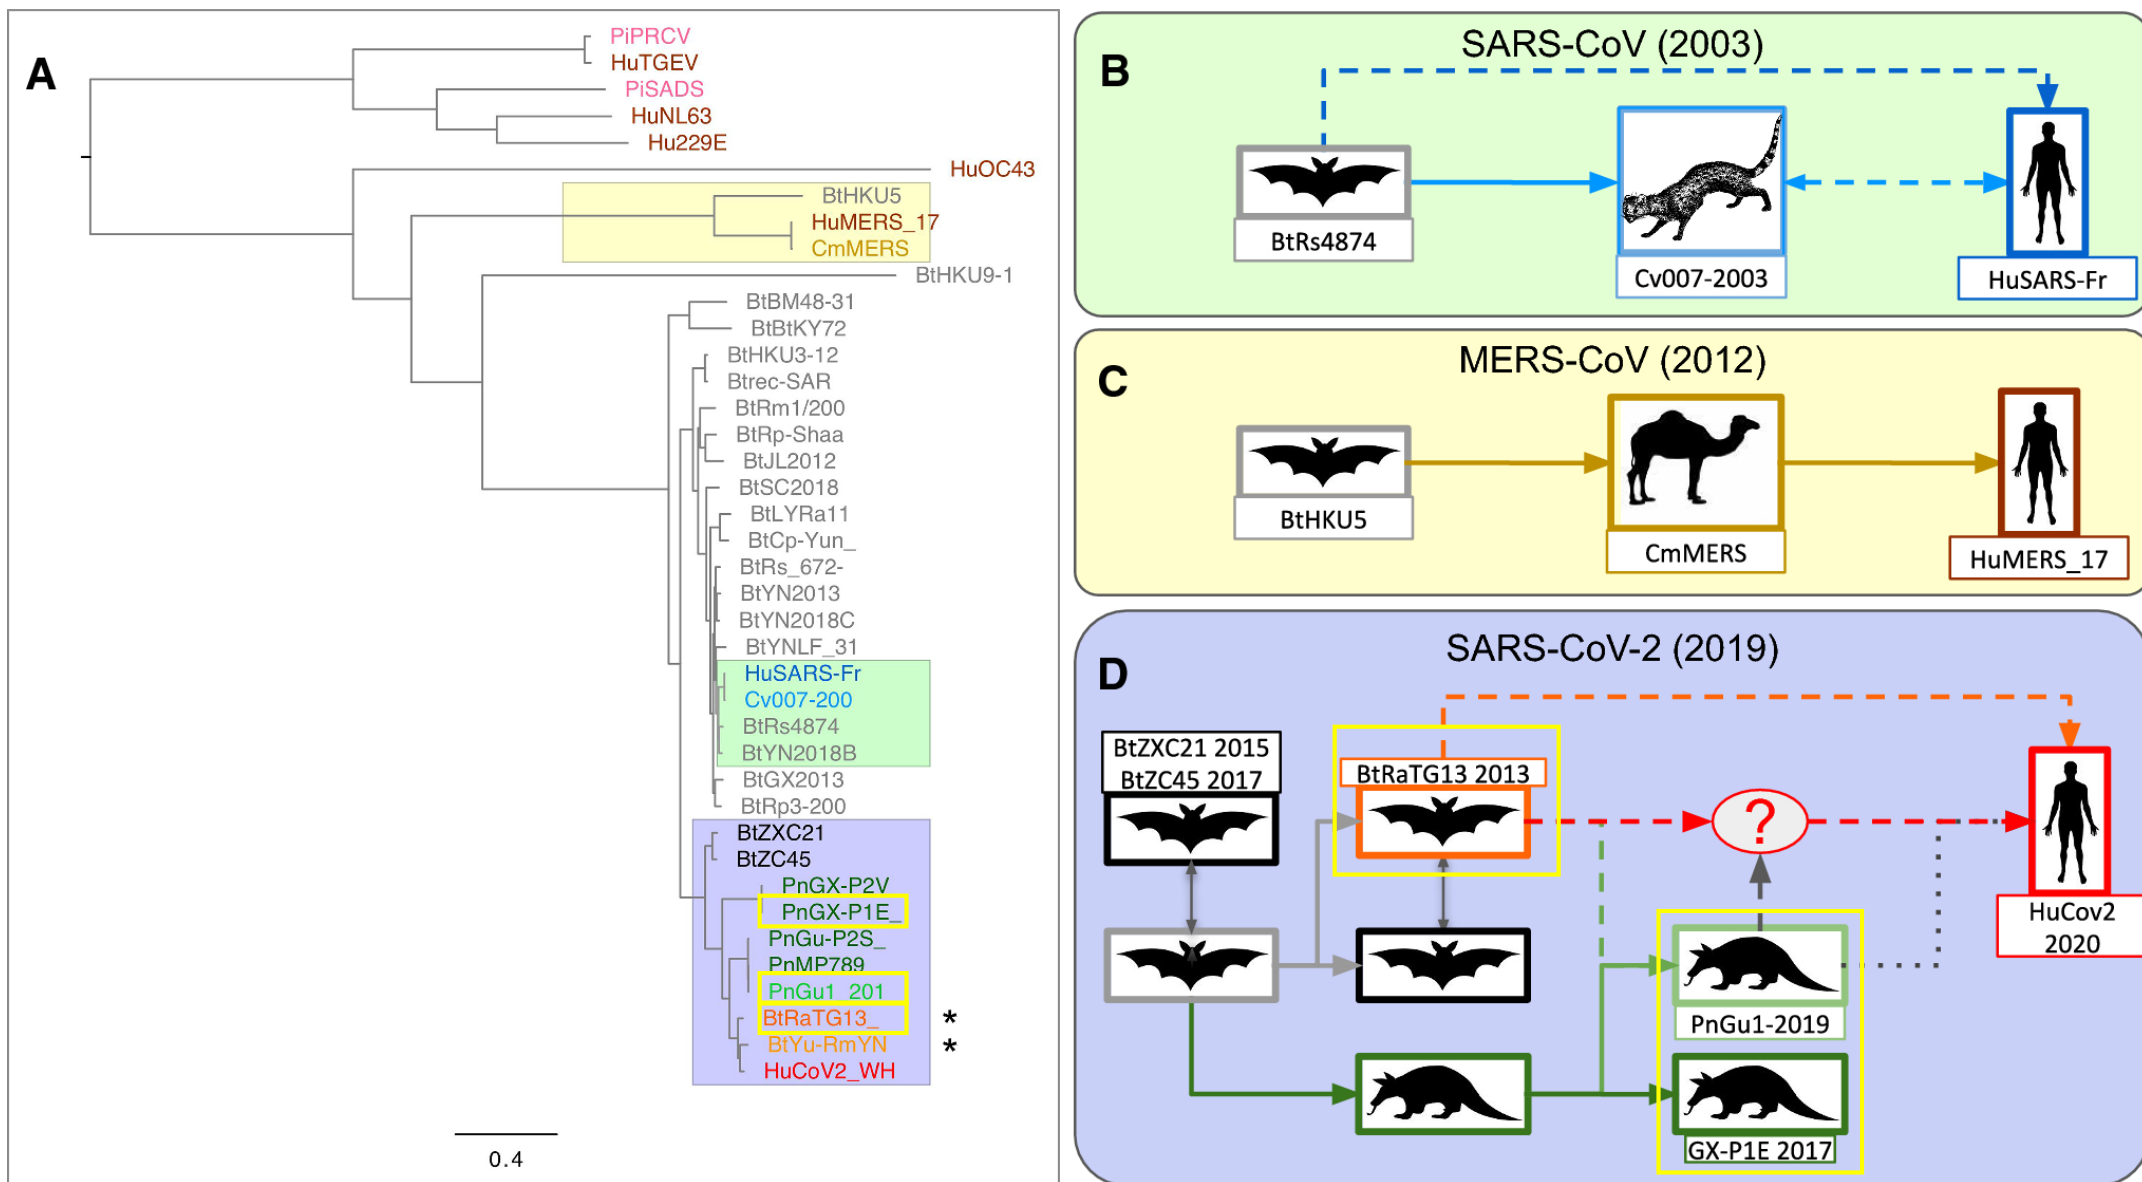 A
PiPRCV
HuTGEV
PiSADS
HuNL63
Hu229E
HuOC43
BtHKU5
HuMERS_17
CmMERS
BtHKU9-1
BtBM48-31
BtBtKY72
BtHKU3-12
Btrec-SAR
BtRm1/200
BtRp-Shaa
BtJL2012
BtSC2018
BtLYRa11
BtCp-Yun_
BtRs_672-
BtYN2013
BtYN2018C
BtYNLF_31
HuSARS-Fr
Cv007-200
BtRs4874
BtYN2018B
BtGX2013
BtRp3-200
BtZXC21
BtZC45
PnGX-P2V
PnGX-P1E_
PnGu-P2S_
PnMP789
PnGu1_201
BtRaTG13_ *
BtYu-RmYN *
HuCoV2_WH
0.4
B
SARS-CoV (2003)
BtRs4874
Cv007-2003
HuSARS-Fr
C
MERS-CoV (2012)
BtHKU5
CmMERS
HuMERS_17
D
SARS-CoV-2 (2019)
BtZXC21 2015
BtZC45 2017
BtRaTG13 2013
?
HuCov2
2020
PnGu1-2019
GX-P1E 2017